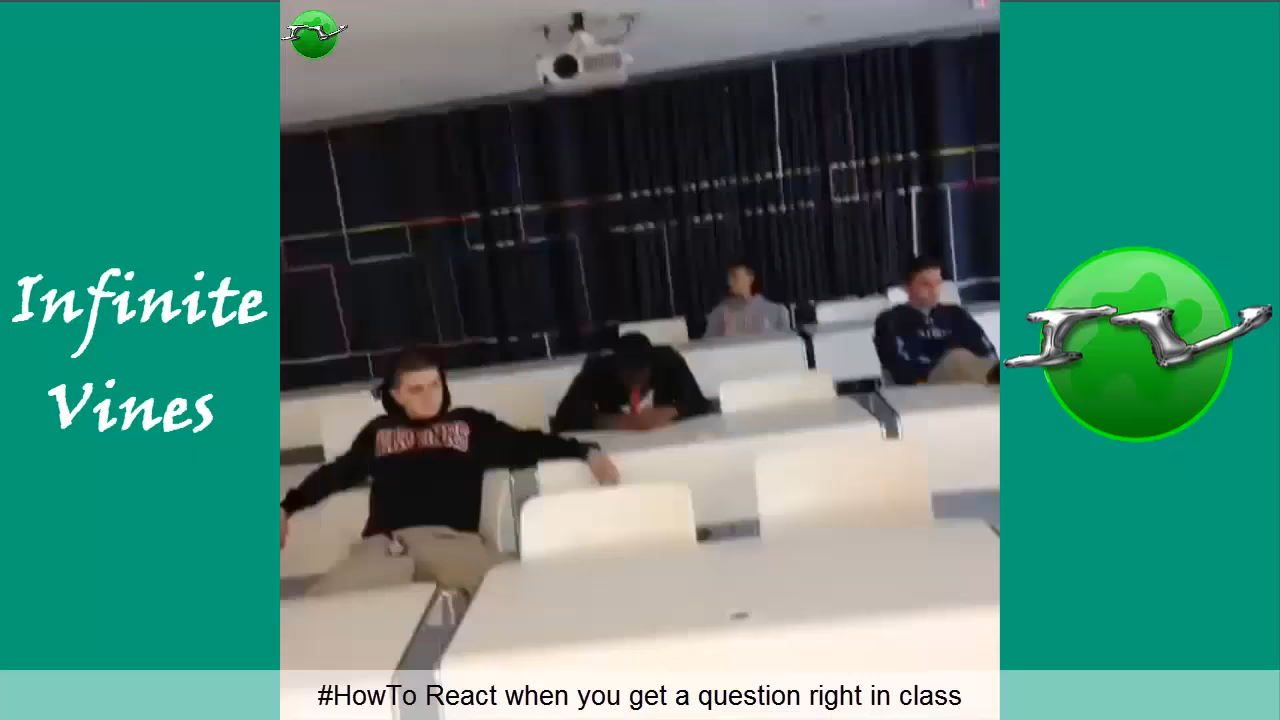 Infinite
Vines
#HowTo React when you get a question right in class